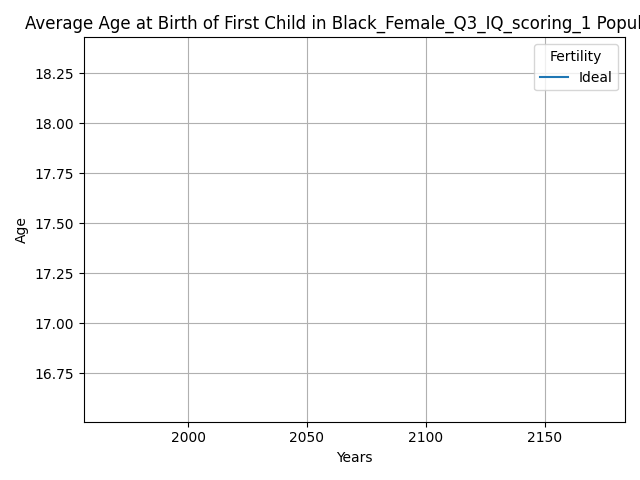 Average Age at Birth of First Child in Black_Female_Q3_IQ_scoring_1 Popul
Fertility
Ideal
18.25
18.00
17.75
17.50
17.25
17.00
16.75
Age
2000
2050
2100
2150
Years